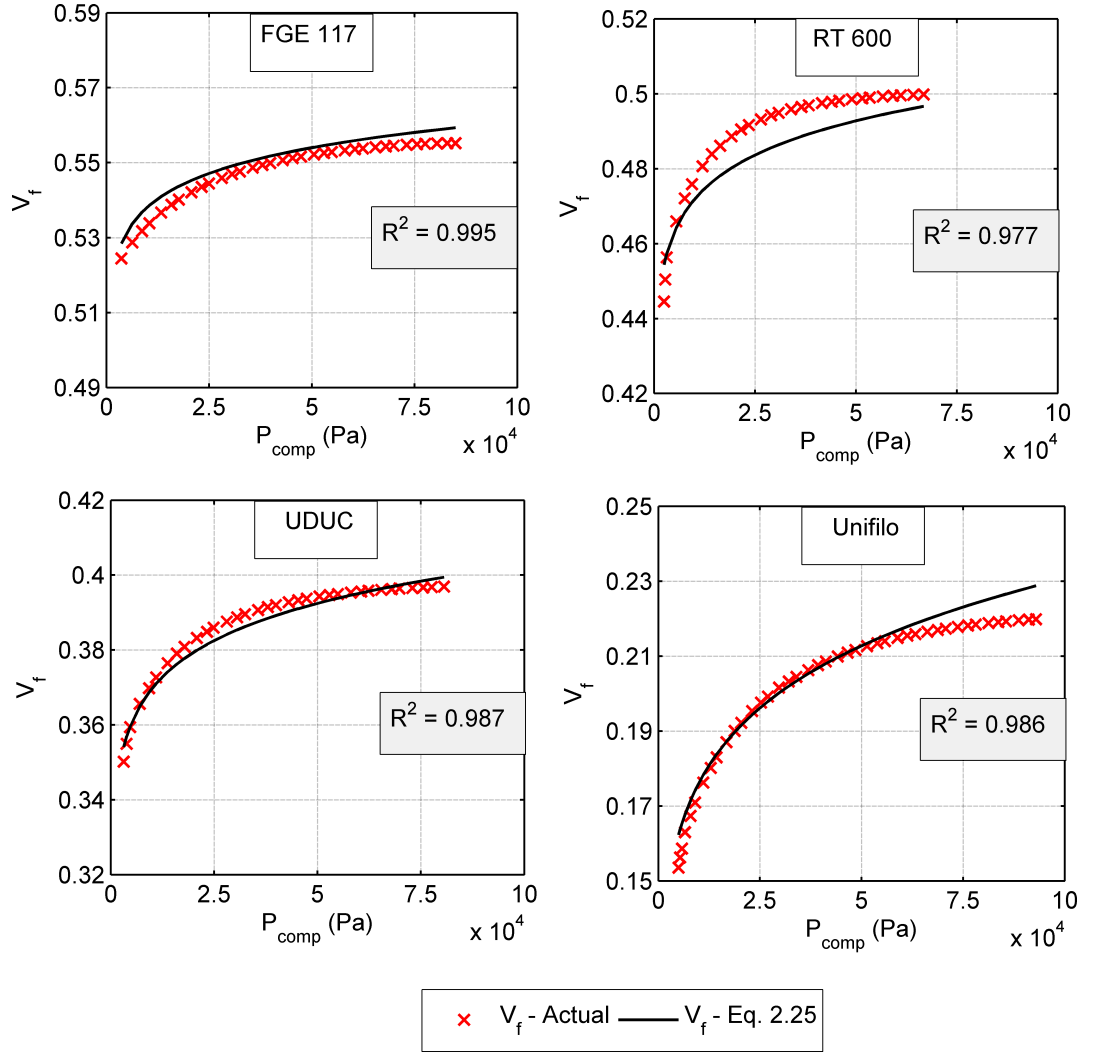 FGE 117
0.59
0.57
0.55
0.53
0.51
0.49
V_f
R^2 = 0.995
0 2.5 5 7.5 10
P_comp (Pa)
x 10^4
RT 600
0.52
0.5
0.48
0.46
0.44
0.42
V_f
R^2 = 0.977
0 2.5 5 7.5 10
P_comp (Pa)
x 10^4
UDUC
0.42
0.4
0.38
0.36
0.34
0.32
V_f
R^2 = 0.987
0 2.5 5 7.5 10
P_comp (Pa)
x 10^4
Unifilo
0.25
0.23
0.21
0.19
0.17
0.15
V_f
R^2 = 0.986
0 2.5 5 7.5 10
P_comp (Pa)
x 10^4
V_f - Actual V_f - Eq. 2.25